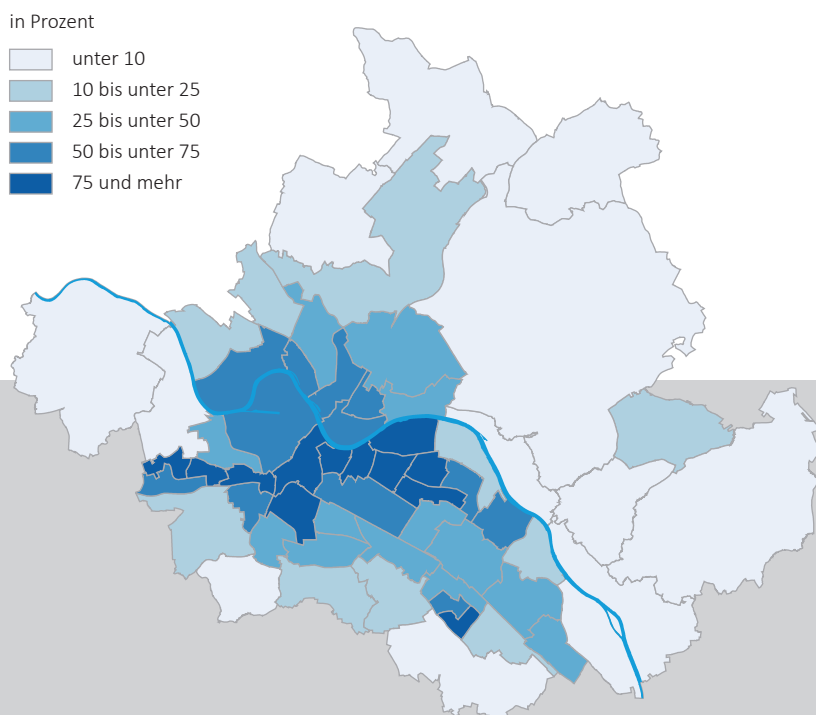 in Prozent
unter 10
10 bis unter 25
25 bis unter 50
50 bis unter 75
75 und mehr